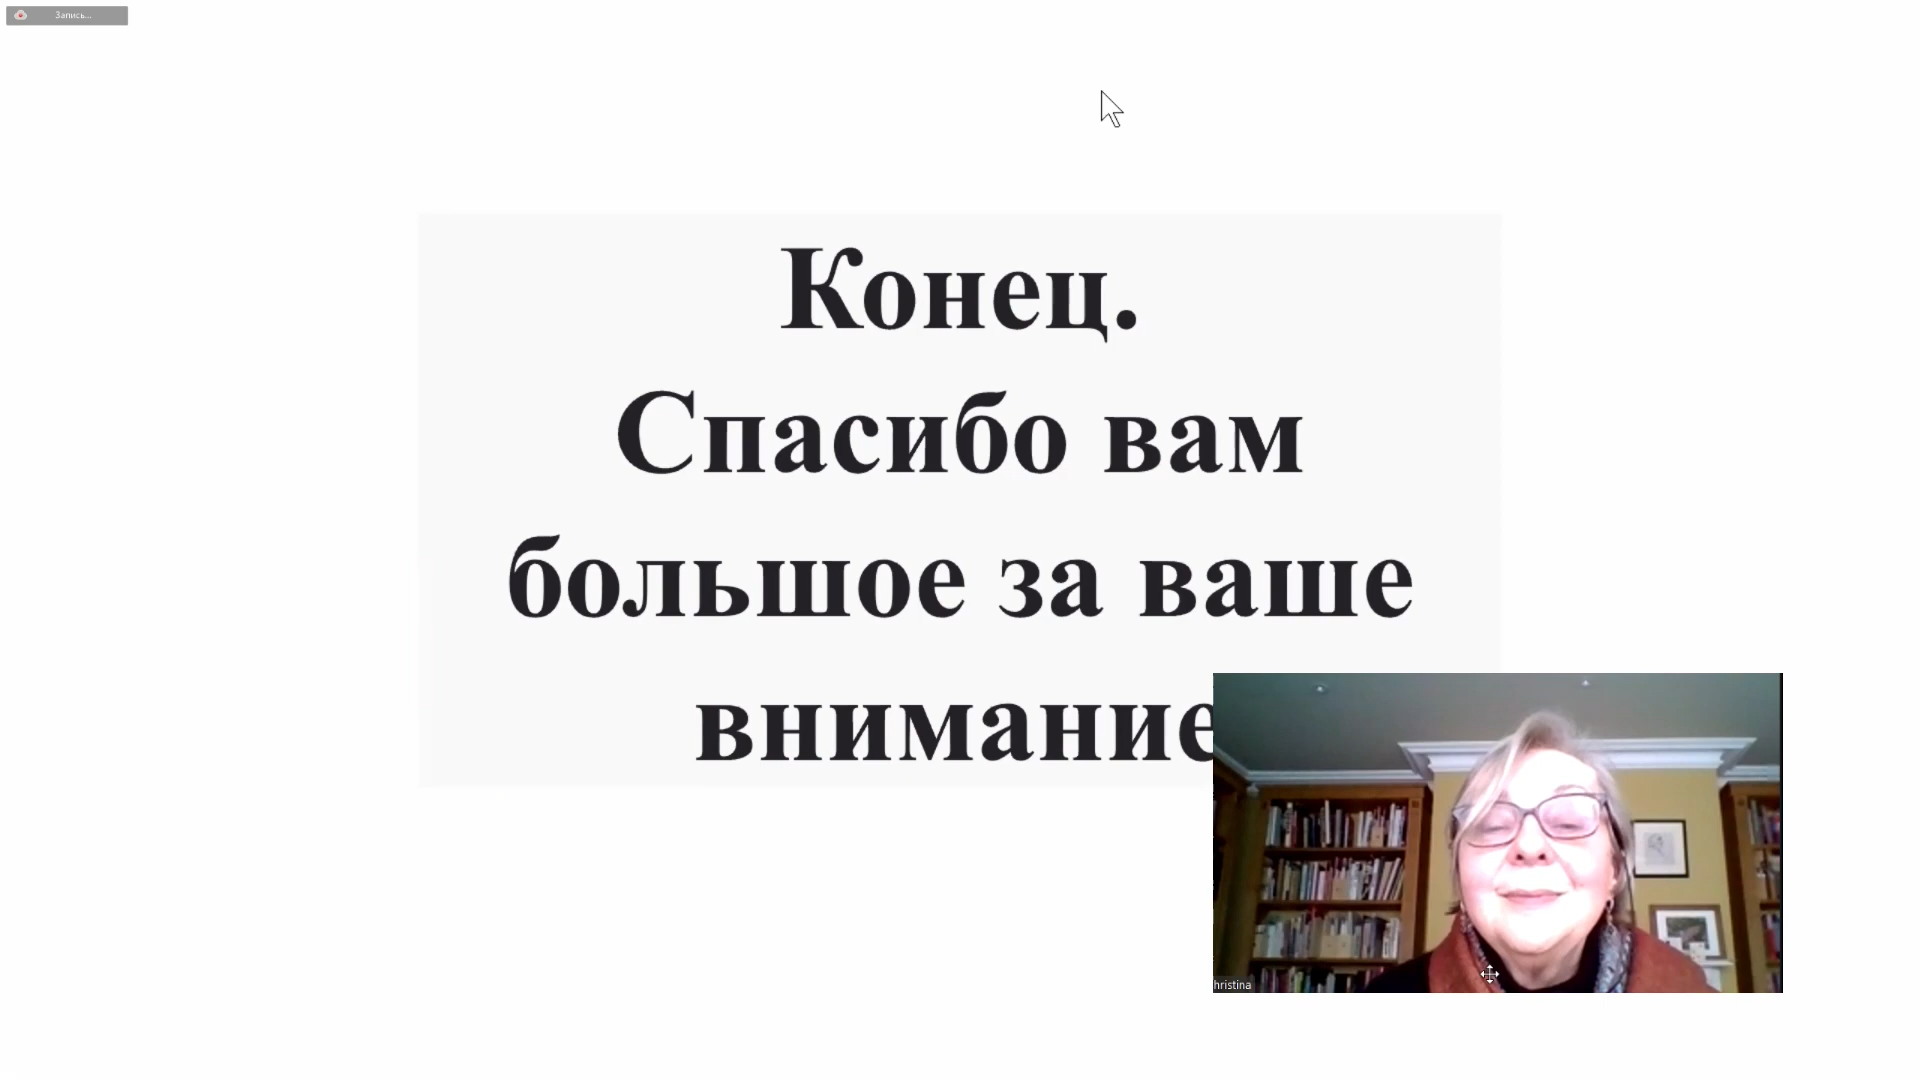 Запись...
Конец.
Спасибо вам
большое за ваше
внимание
hristina